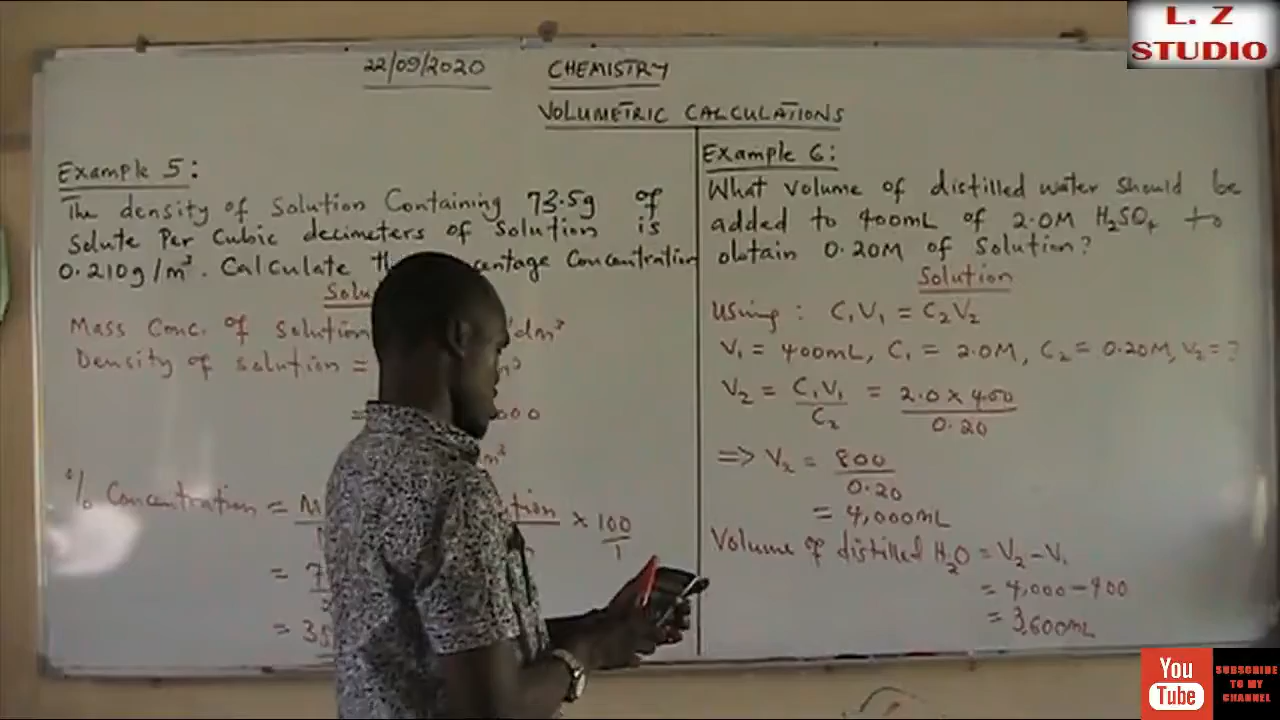 L. Z
STUDIO
22/09/2020 CHEMISTRY
VOLUMETRIC CALCULATIONS
Example 5:
The density of Solution Containing 73.5g of
Solute Per Cubic decimeters of Solution is
0.210g/m³. Calculate the Concentration
Mass Conc. of Solution dm³
Density of solution =
% Concentration = × 100/1
Example 6:
What volume of distilled water should be
added to 400mL of 2.0M H₂SO₄ to
obtain 0.20M of Solution?
Solution
Using: C₁V₁ = C₂V₂
V₁ = 400mL, C₁ = 2.0M, C₂ = 0.20M, V₂ = ?
V₂ = C₁V₁/C₂ = 2.0 × 400/0.20
=> V₂ = 800/0.20
= 4,000mL
Volume of distilled H₂O = V₂ - V₁
= 4,000 - 400
= 3,600mL
You
Tube
SUBSCRIBE
TO MY
CHANNEL